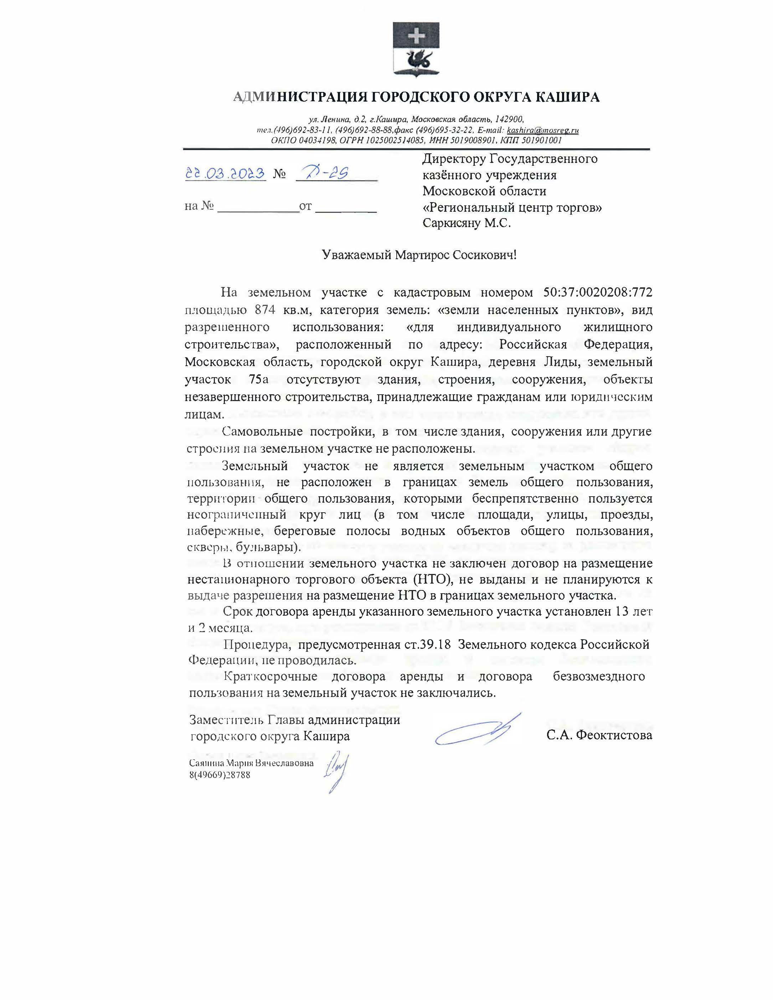 АДМИНИСТРАЦИЯ ГОРОДСКОГО ОКРУГА КАШИРА
ул. Ленина, д.2, г.Кашира, Московская область, 142900,
тел.(496)692-83-11, (496)692-88-88,факс (496)695-32-22, E-mail: kashira@mosreg.ru
ОКПО 04034198, ОГРН 1025002514085, ИНН 5019008901, КПП 501901001
22.03.2023 № Д-29
на № ____________от _________
Директору Государственного
казённого учреждения
Московской области
«Региональный центр торгов»
Саркисяну М.С.
Уважаемый Мартирос Сосикович!
На земельном участке с кадастровым номером 50:37:0020208:772
площадью 874 кв.м, категория земель: «земли населенных пунктов», вид
разрешенного использования: «для индивидуального жилищного
строительства», расположенный по адресу: Российская Федерация,
Московская область, городской округ Кашира, деревня Лиды, земельный
участок 75а отсутствуют здания, строения, сооружения, объекты
незавершенного строительства, принадлежащие гражданам или юридическим
лицам.
Самовольные постройки, в том числе здания, сооружения или другие
строения на земельном участке не расположены.
Земельный участок не является земельным участком общего
пользования, не расположен в границах земель общего пользования,
территории общего пользования, которыми беспрепятственно пользуется
неограниченный круг лиц (в том числе площади, улицы, проезды,
набережные, береговые полосы водных объектов общего пользования,
скверы, бульвары).
В отношении земельного участка не заключен договор на размещение
нестационарного торгового объекта (НТО), не выданы и не планируются к
выдаче разрешения на размещение НТО в границах земельного участка.
Срок договора аренды указанного земельного участка установлен 13 лет
и 2 месяца.
Процедура, предусмотренная ст.39.18 Земельного кодекса Российской
Федерации, не проводилась.
Краткосрочные договора аренды и договора безвозмездного
пользования на земельный участок не заключались.
Заместитель Главы администрации
городского округа Кашира
С.А. Феоктистова
Саянина Мария Вячеславовна
8(49669)28788